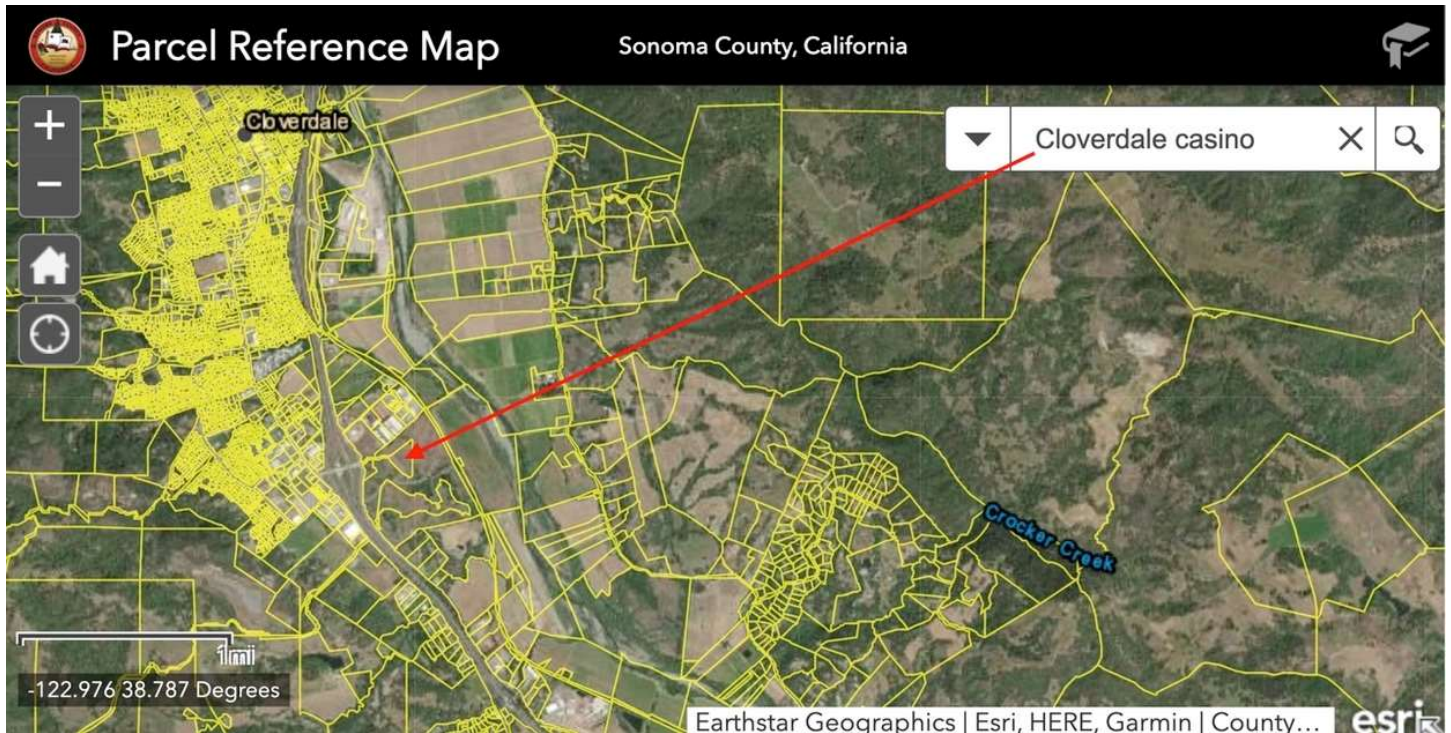 Parcel Reference Map
Sonoma County, California
+
Cloverdale
Cloverdale casino
−
Crocker Creek
1mi
-122.976 38.787 Degrees
Earthstar Geographics | Esri, HERE, Garmin | County...
esri